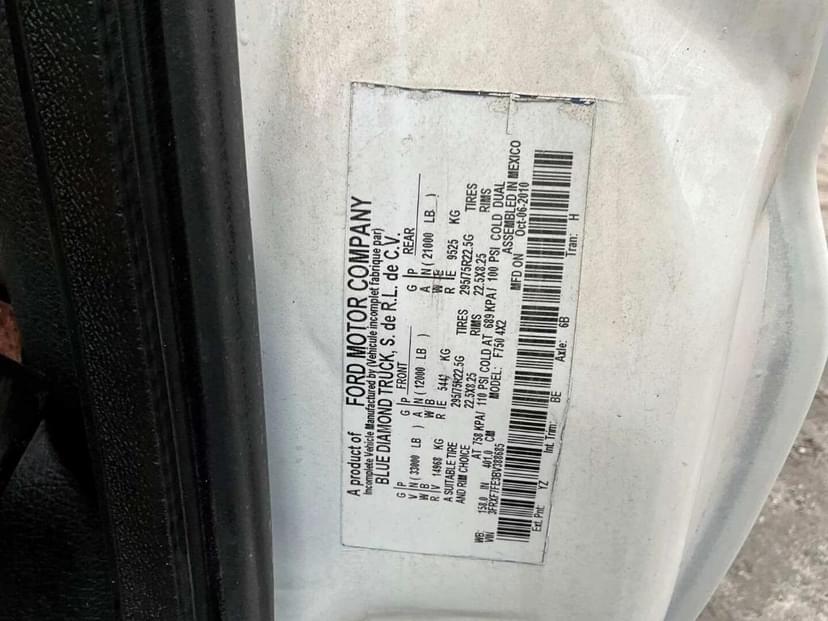 A product of FORD MOTOR COMPANY
Incomplete Vehicle Manufactured by (Vehicule incomplet fabrique par)
BLUE DIAMOND TRUCK, S. de R.L. de C.V.
G P FRONT G P REAR
V N (33000 LB ) A N (12000 LB ) A N (21000 LB )
W B W B W B
R V 14968 KG R E 5443 KG R E 9525 KG
A SUITABLE TIRE 295/75R22.5G TIRES 295/75R22.5G TIRES
AND RIM CHOICE 22.5X8.25 RIMS 22.5X8.25 RIMS
AT 758 KPA/ 110 PSI COLD AT 689 KPA/ 100 PSI COLD DUAL
WB: 158.0 IN 401.0 CM MODEL: F750 4X2 ASSEMBLED IN MEXICO
3FRXF7FE3BV388685 MFD ON Oct-06-2010
Ext. Pnt: YZ Int. Trim: BE Axle: 6B Tran: H